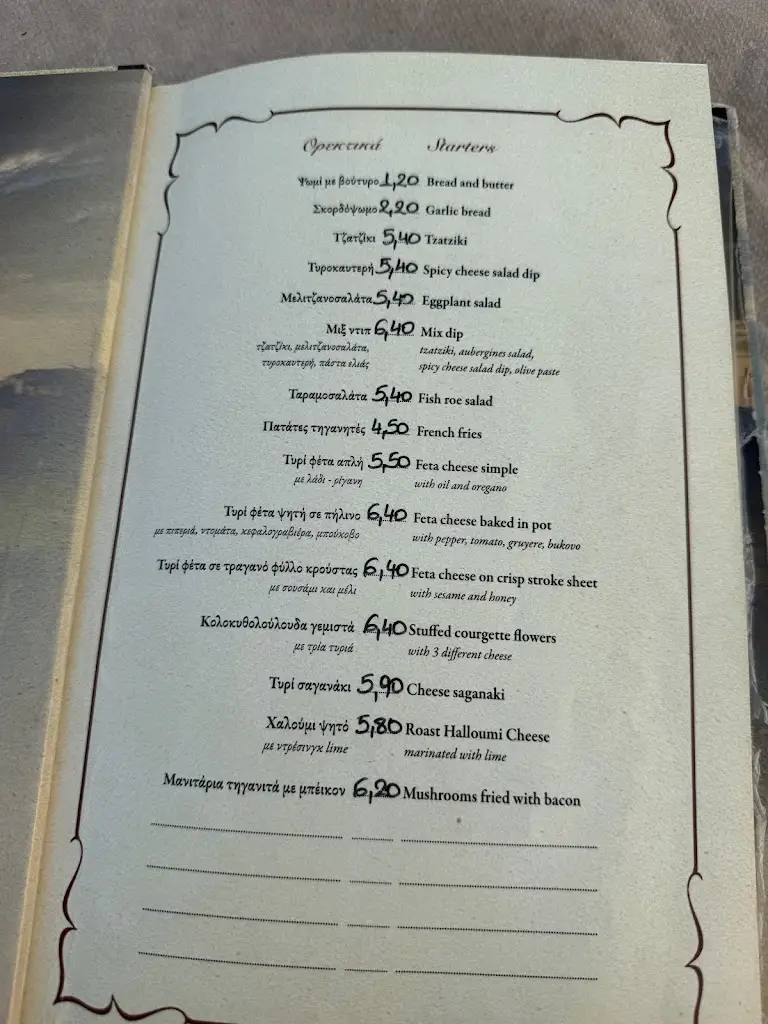 Ορεκτικά Starters
Ψωμί με βούτυρο 1,20 Bread and butter
Σκορδόψωμο 2,20 Garlic bread
Τζατζίκι 5,40 Tzatziki
Τυροκαυτερή 5,40 Spicy cheese salad dip
Μελιτζανοσαλάτα 5,40 Eggplant salad
Μιξ ντιπ 6,40 Mix dip
τζατζίκι, μελιτζανοσαλάτα, tzatziki, aubergines salad,
τυροκαυτερή, πάστα ελιάς spicy cheese salad dip, olive paste
Ταραμοσαλάτα 5,40 Fish roe salad
Πατάτες τηγανητές 4,50 French fries
Τυρί φέτα απλή 5,50 Feta cheese simple
με λάδι - ρίγανη with oil and oregano
Τυρί φέτα ψητή σε πήλινο 6,40 Feta cheese baked in pot
με πιπεριά, ντομάτα, κεφαλογραβιέρα, μπούκοβο with pepper, tomato, gruyere, bukovo
Τυρί φέτα σε τραγανό φύλλο κρούστας 6,40 Feta cheese on crisp stroke sheet
με σουσάμι και μέλι with sesame and honey
Κολοκυθολούλουδα γεμιστά 6,40 Stuffed courgette flowers
με τρία τυριά with 3 different cheese
Τυρί σαγανάκι 5,90 Cheese saganaki
Χαλούμι ψητό 5,80 Roast Halloumi Cheese
με ντρέσινγκ lime marinated with lime
Μανιτάρια τηγανιτά με μπέικον 6,20 Mushrooms fried with bacon